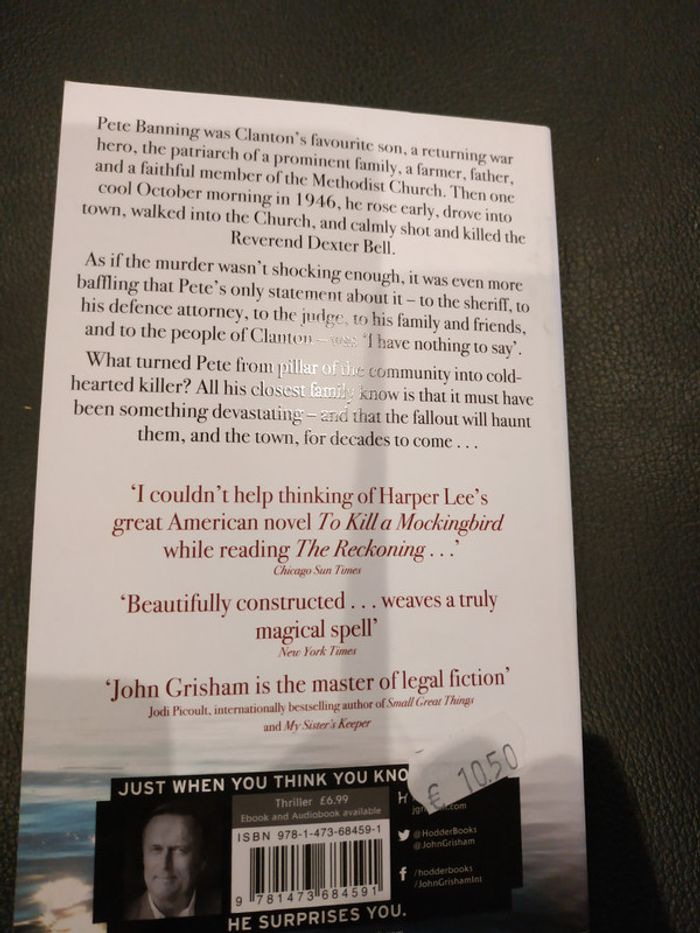 Pete Banning was Clanton's favourite son, a returning war
hero, the patriarch of a prominent family, a farmer, father,
and a faithful member of the Methodist Church. Then one
cool October morning in 1946, he rose early, drove into
town, walked into the Church, and calmly shot and killed the
Reverend Dexter Bell.
As if the murder wasn't shocking enough, it was even more
baffling that Pete's only statement about it – to the sheriff, to
his defence attorney, to the judge, to his family and friends,
and to the people of Clanton – was 'I have nothing to say'.
What turned Pete from pillar of the community into cold-
hearted killer? All his closest family know is that it must have
been something devastating – and that the fallout will haunt
them, and the town, for decades to come . . .
'I couldn't help thinking of Harper Lee's
great American novel To Kill a Mockingbird
while reading The Reckoning . . .'
Chicago Sun Times
'Beautifully constructed . . . weaves a truly
magical spell'
New York Times
'John Grisham is the master of legal fiction'
Jodi Picoult, internationally bestselling author of Small Great Things
and My Sister's Keeper
€ 10.50
JUST WHEN YOU THINK YOU KNO
Thriller £6.99
Ebook and Audiobook available
ISBN 978-1-473-68459-1
9 781473 684591
H
jgr .com
@HodderBooks
@JohnGrisham
/hodderbooks
/JohnGrishamInt
HE SURPRISES YOU.